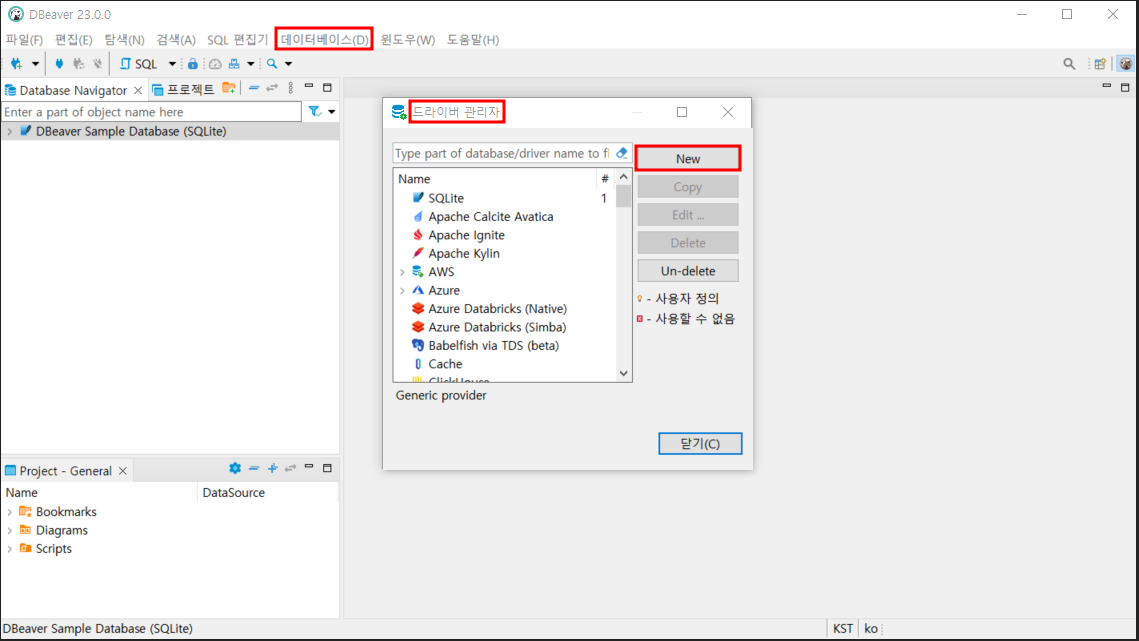 DBeaver 23.0.0
파일(F) 편집(E) 탐색(N) 검색(A) SQL 편집기 데이터베이스(D) 윈도우(W) 도움말(H)
SQL
Database Navigator 프로젝트
Enter a part of object name here
DBeaver Sample Database (SQLite)
드라이버 관리자
Type part of database/driver name to fi
New
Name #
Copy
SQLite 1
Apache Calcite Avatica
Edit ...
Apache Ignite
Delete
Apache Kylin
AWS
Un-delete
Azure
- 사용자 정의
Azure Databricks (Native)
- 사용할 수 없음
Azure Databricks (Simba)
Babelfish via TDS (beta)
Cache
ClickHouse
Generic provider
닫기(C)
Project - General
Name DataSource
Bookmarks
Diagrams
Scripts
DBeaver Sample Database (SQLite) KST ko